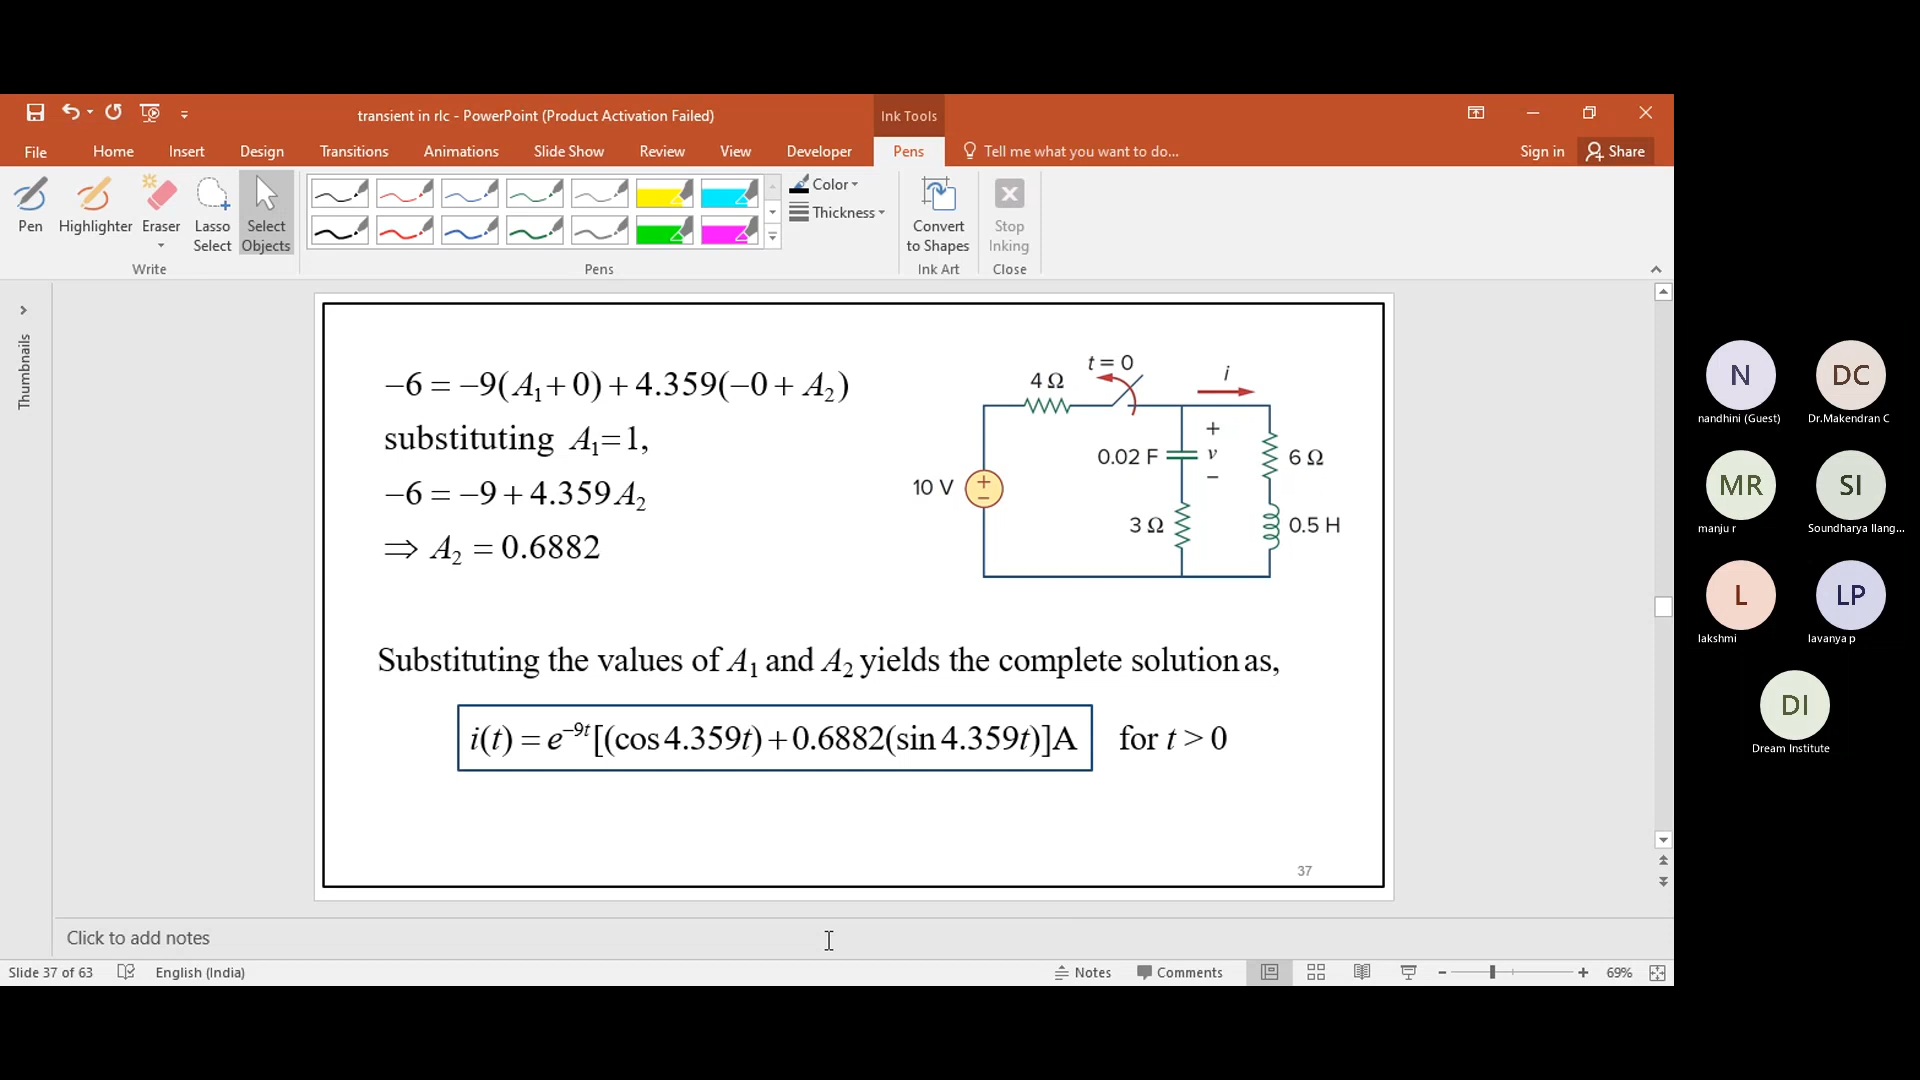 transient in rlc - PowerPoint (Product Activation Failed)
Ink Tools
File Home Insert Design Transitions Animations Slide Show Review View Developer Pens Tell me what you want to do... Sign in Share
Pen Highlighter Eraser Lasso Select Select Objects
Write
Pens
Color
Thickness
Convert to Shapes
Ink Art
Stop Inking
Close
Thumbnails
−6 = −9(A₁ + 0) + 4.359(−0 + A₂)
substituting A₁=1,
−6 = −9 + 4.359A₂
⇒ A₂ = 0.6882
t = 0
4 Ω
i
10 V
0.02 F
+
v
−
6 Ω
3 Ω
0.5 H
+
−
Substituting the values of A₁ and A₂ yields the complete solution as,
i(t) = e⁻⁹ᵗ[(cos 4.359t) + 0.6882(sin 4.359t)]A for t > 0
37
Click to add notes
Slide 37 of 63 English (India) Notes Comments 69%
N
nandhini (Guest)
DC
Dr.Makendran C
MR
manju r
SI
Soundharya Ilang...
L
lakshmi
LP
lavanya p
DI
Dream Institute